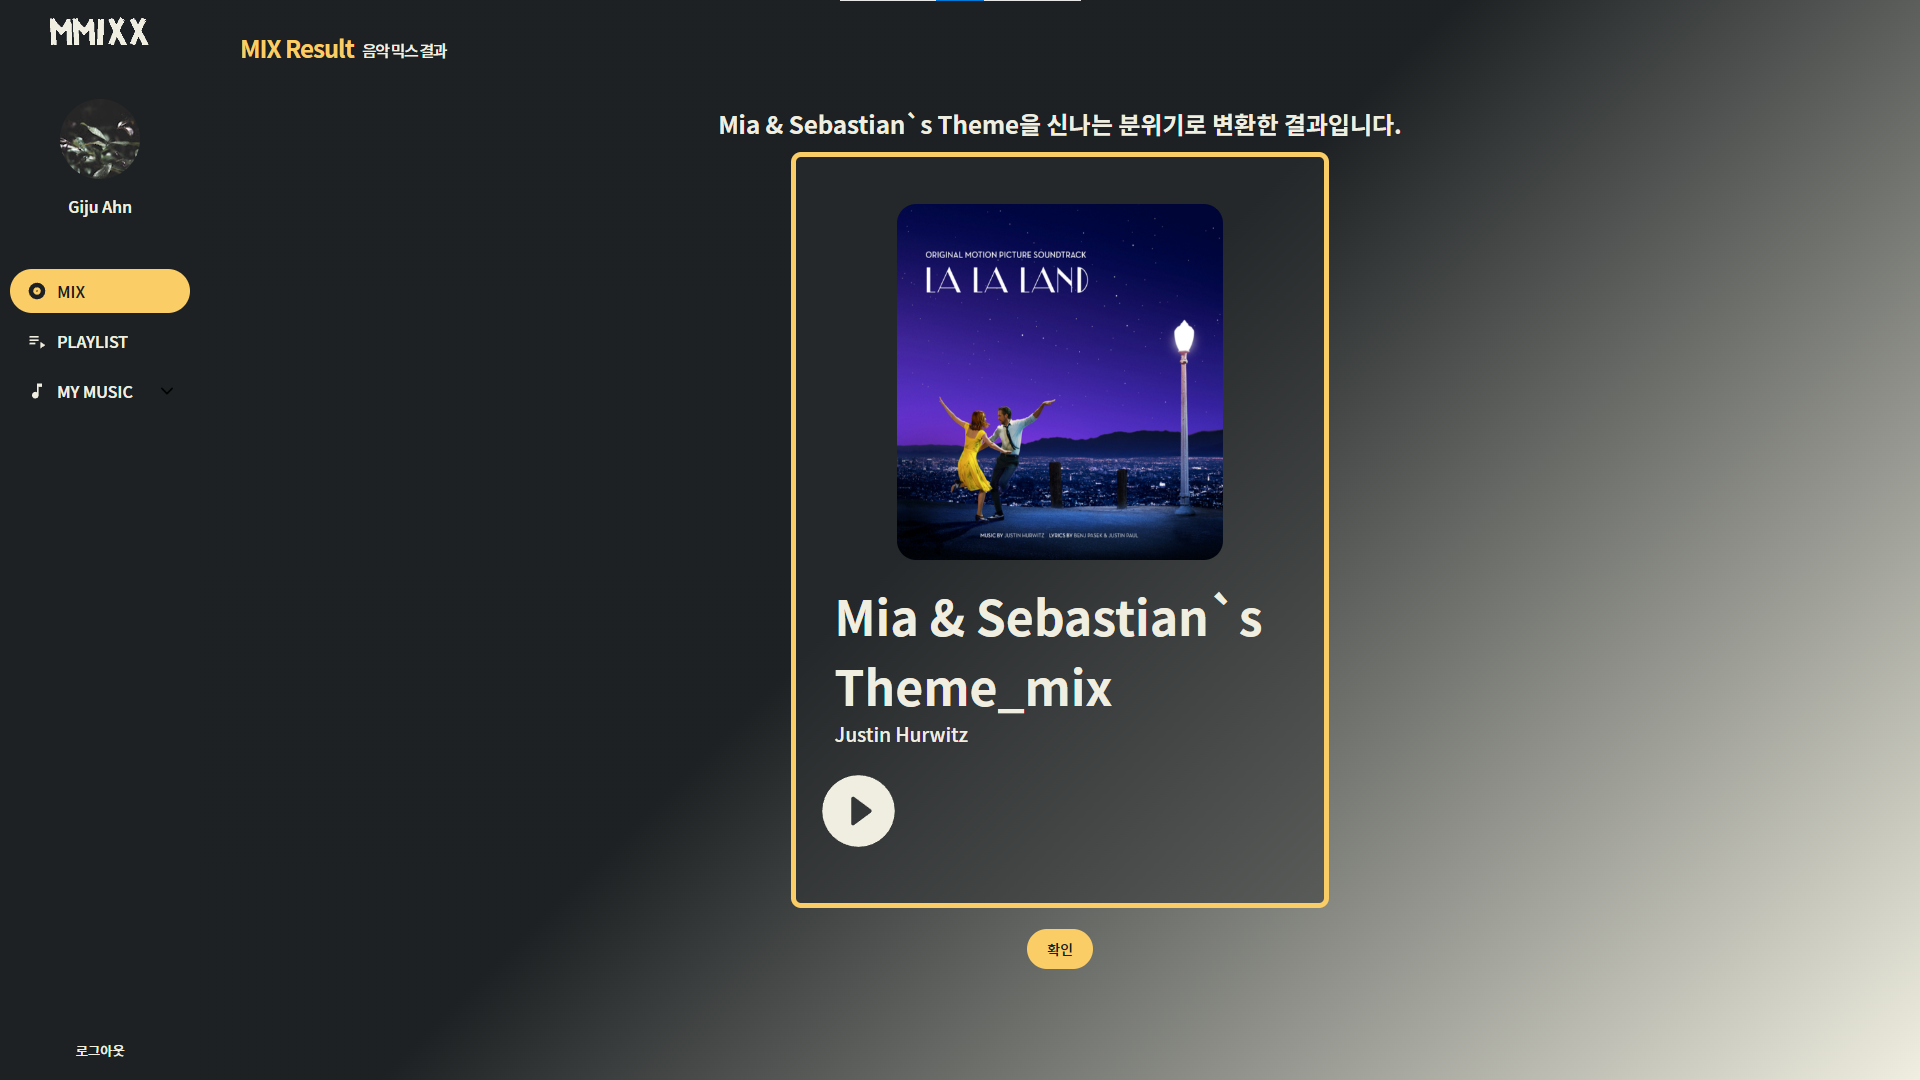 MMIXX
MIX Result 음악 믹스 결과
Giju Ahn
MIX
PLAYLIST
MY MUSIC
로그아웃
Mia & Sebastian`s Theme을 신나는 분위기로 변환한 결과입니다.
ORIGINAL MOTION PICTURE SOUNDTRACK
LA LA LAND
MUSIC BY JUSTIN HURWITZ LYRICS BY BENJ PASEK & JUSTIN PAUL
Mia & Sebastian`s
Theme_mix
Justin Hurwitz
확인